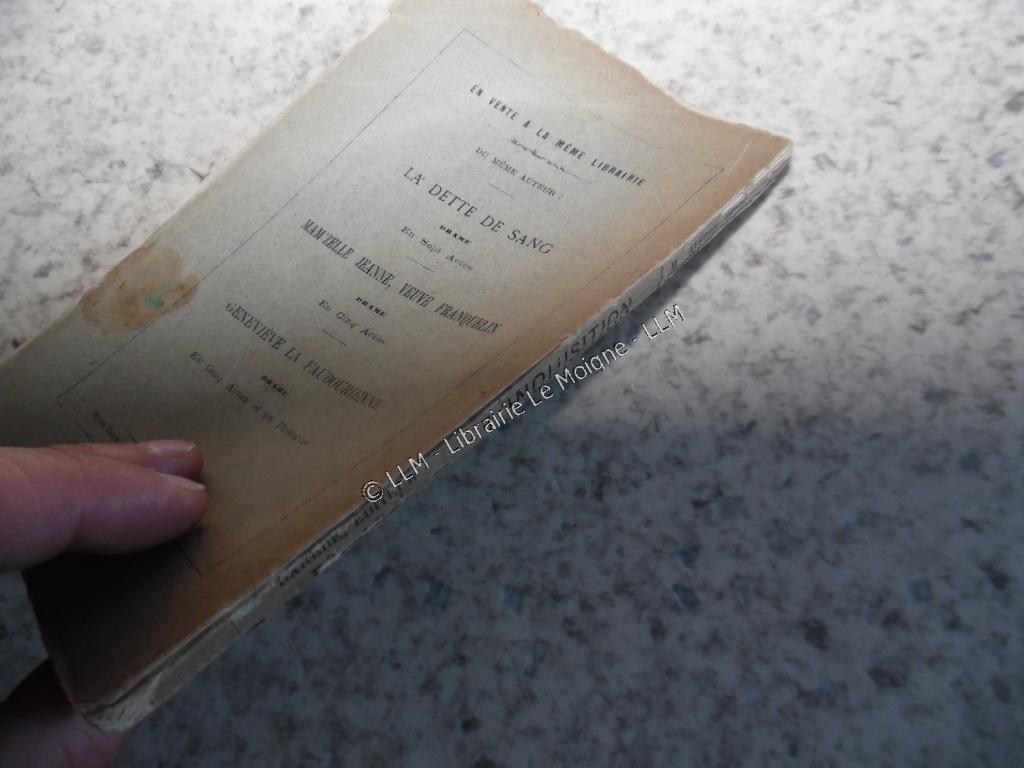 EN VENTE A LA MÊME LIBRAIRIE
DU MÊME AUTEUR :
LA DETTE DE SANG
DRAME
En Sept Actes
MAM'ZELLE JEANNE, VEUVE FRANQUELIN
DRAME
En Cinq Actes
GENEVIÈVE LA FAUBOURIENNE
DRAME
En Cinq Actes et un Prologue
INQUISITION
© LLM - Librairie Le Moigne - LLM